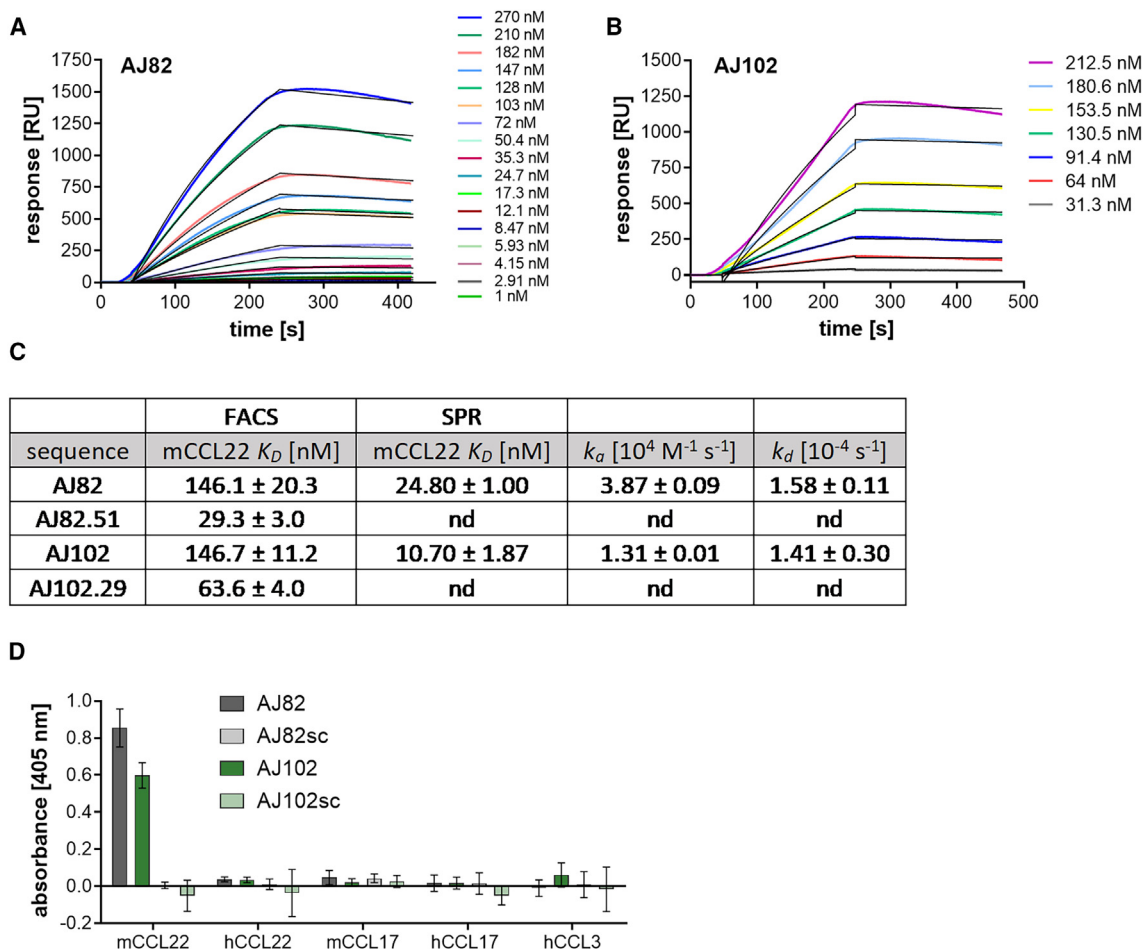 A
AJ82
response [RU]
1750
1500
1250
1000
750
500
250
0
0
100
200
300
400
time [s]
270 nM
210 nM
182 nM
147 nM
128 nM
103 nM
72 nM
50.4 nM
35.3 nM
24.7 nM
17.3 nM
12.1 nM
8.47 nM
5.93 nM
4.15 nM
2.91 nM
1 nM
B
AJ102
response [RU]
1500
1250
1000
750
500
250
0
0
100
200
300
400
500
time [s]
212.5 nM
180.6 nM
153.5 nM
130.5 nM
91.4 nM
64 nM
31.3 nM
C
FACS SPR
sequence mCCL22 K_D [nM] mCCL22 K_D [nM] k_a [10⁴ M⁻¹ s⁻¹] k_d [10⁻⁴ s⁻¹]
AJ82 146.1 ± 20.3 24.80 ± 1.00 3.87 ± 0.09 1.58 ± 0.11
AJ82.51 29.3 ± 3.0 nd nd nd
AJ102 146.7 ± 11.2 10.70 ± 1.87 1.31 ± 0.01 1.41 ± 0.30
AJ102.29 63.6 ± 4.0 nd nd nd
D
absorbance [405 nm]
1.0
0.8
0.6
0.4
0.2
0.0
-0.2
AJ82
AJ82sc
AJ102
AJ102sc
mCCL22 hCCL22 mCCL17 hCCL17 hCCL3